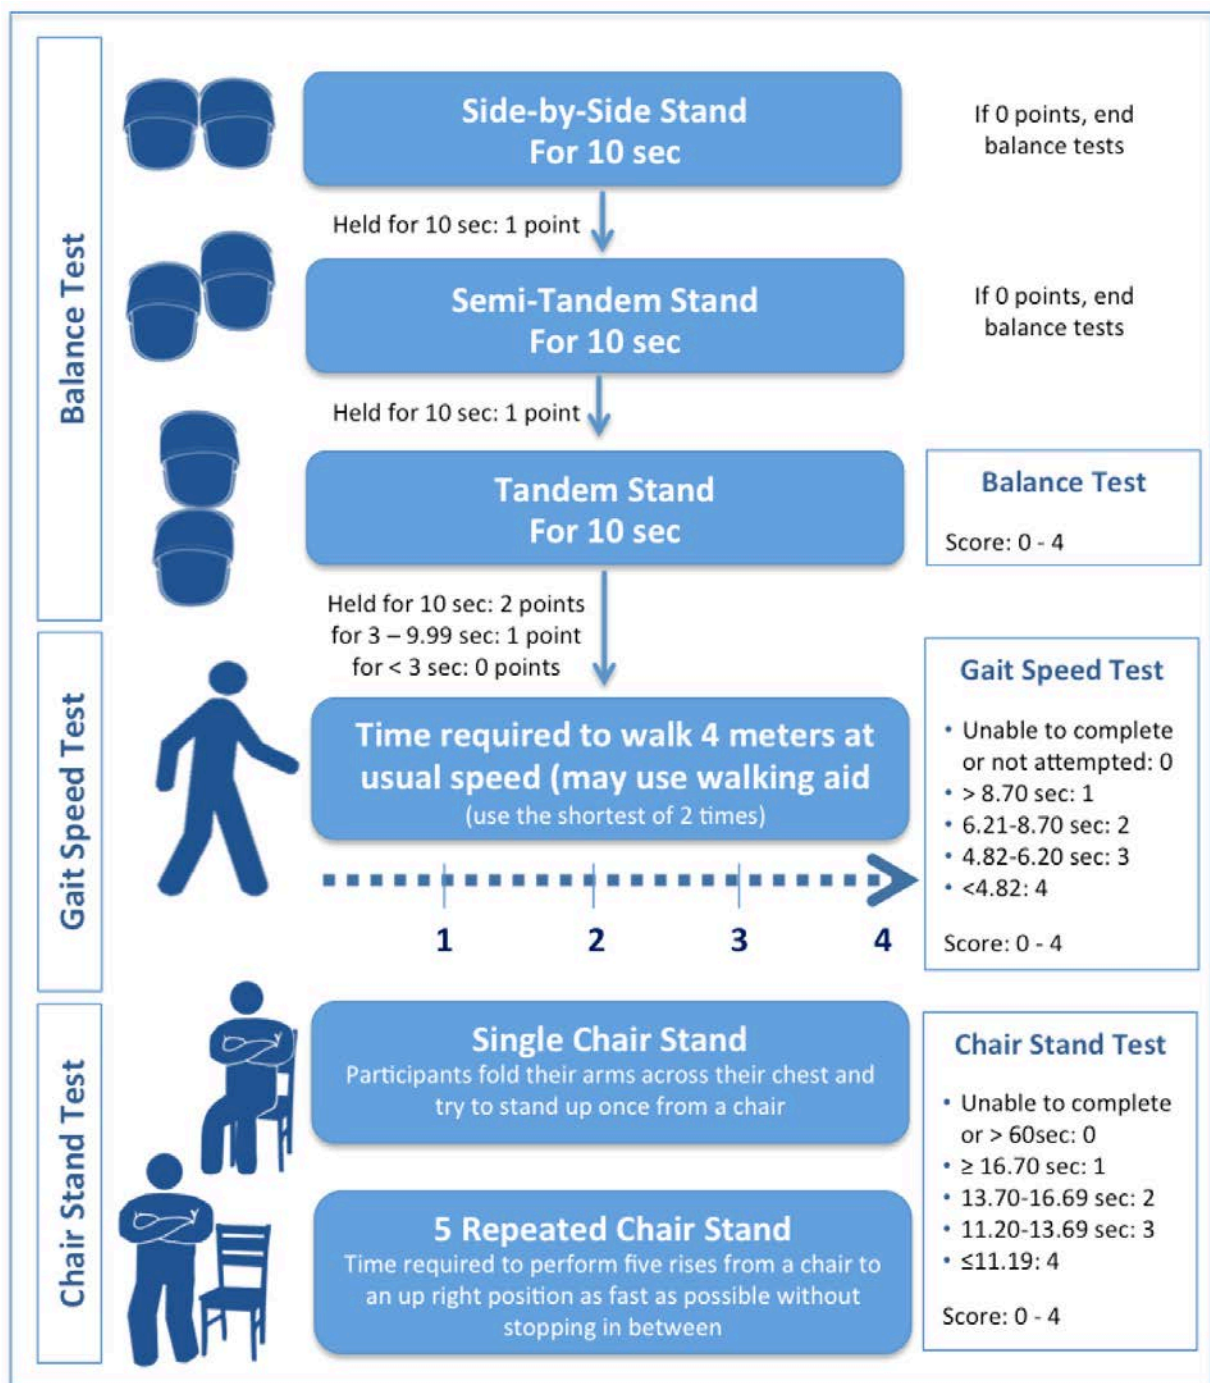 Balance Test
Side-by-Side Stand
For 10 sec
If 0 points, end
balance tests
Held for 10 sec: 1 point
Semi-Tandem Stand
For 10 sec
If 0 points, end
balance tests
Held for 10 sec: 1 point
Tandem Stand
For 10 sec
Balance Test
Score: 0 - 4
Held for 10 sec: 2 points
for 3 – 9.99 sec: 1 point
for < 3 sec: 0 points
Gait Speed Test
Time required to walk 4 meters at
usual speed (may use walking aid
(use the shortest of 2 times)
1 2 3 4
Gait Speed Test
• Unable to complete
or not attempted: 0
• > 8.70 sec: 1
• 6.21-8.70 sec: 2
• 4.82-6.20 sec: 3
• <4.82: 4
Score: 0 - 4
Chair Stand Test
Single Chair Stand
Participants fold their arms across their chest and
try to stand up once from a chair
5 Repeated Chair Stand
Time required to perform five rises from a chair to
an up right position as fast as possible without
stopping in between
Chair Stand Test
• Unable to complete
or > 60sec: 0
• ≥ 16.70 sec: 1
• 13.70-16.69 sec: 2
• 11.20-13.69 sec: 3
• ≤11.19: 4
Score: 0 - 4